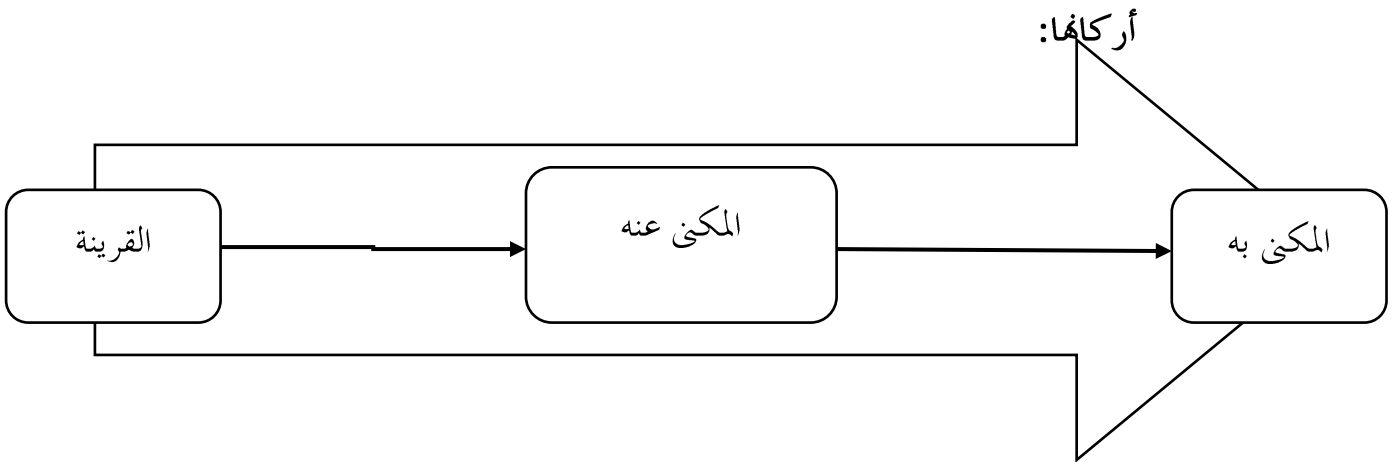 أركانها:
المكنى به
المكنى عنه
القرينة